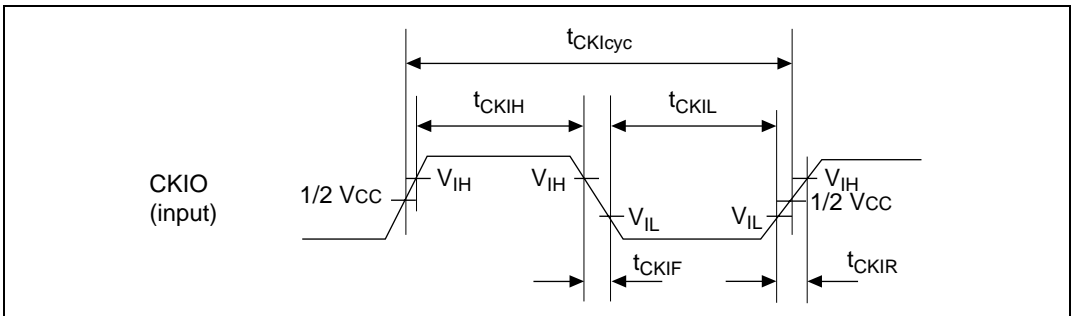 tCKIcyc
tCKIH
tCKIL
CKIO
(input)
1/2 VCC
VIH
VIH
VIL
VIL
VIH
1/2 VCC
tCKIF
tCKIR